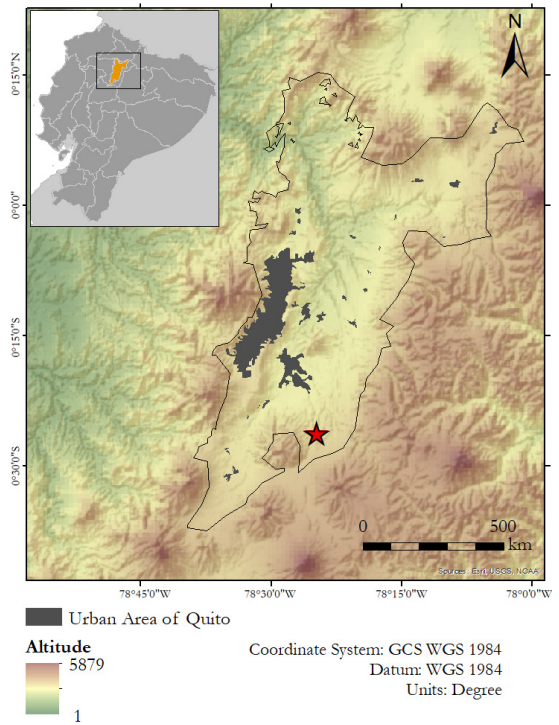 N
0°15'0"N
0°0'0"
0°15'0"S
0°30'0"S
0 500
km
Sources: Esri, USGS, NOAA
78°45'0"W 78°30'0"W 78°15'0"W 78°0'0"W
Urban Area of Quito
Altitude
5879
1
Coordinate System: GCS WGS 1984
Datum: WGS 1984
Units: Degree